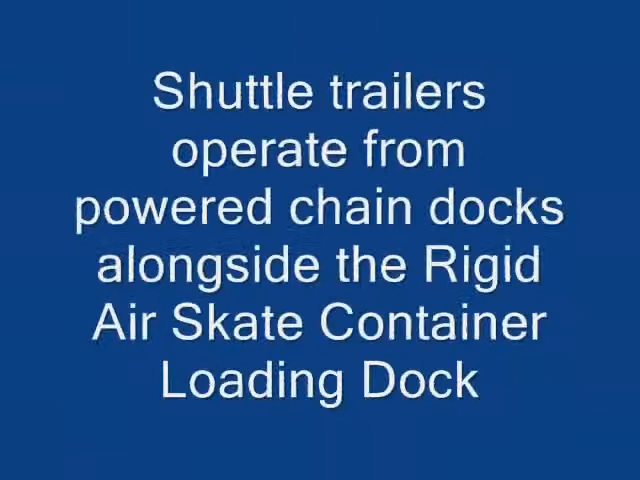 Shuttle trailers
operate from
powered chain docks
alongside the Rigid
Air Skate Container
Loading Dock